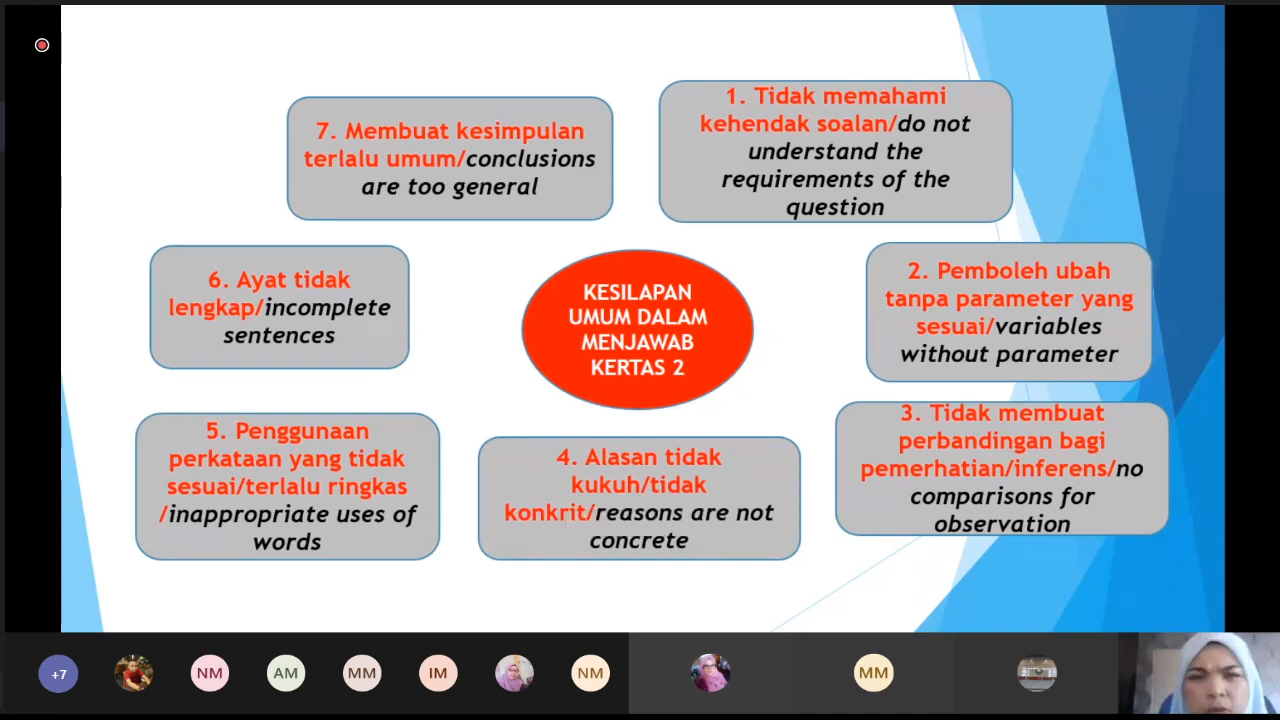 KESILAPAN
UMUM DALAM
MENJAWAB
KERTAS 2
1. Tidak memahami
kehendak soalan/do not
understand the
requirements of the
question
2. Pemboleh ubah
tanpa parameter yang
sesuai/variables
without parameter
3. Tidak membuat
perbandingan bagi
pemerhatian/inferens/no
comparisons for
observation
4. Alasan tidak
kukuh/tidak
konkrit/reasons are not
concrete
5. Penggunaan
perkataan yang tidak
sesuai/terlalu ringkas
/inappropriate uses of
words
6. Ayat tidak
lengkap/incomplete
sentences
7. Membuat kesimpulan
terlalu umum/conclusions
are too general
+7
NM
AM
MM
IM
NM
MM